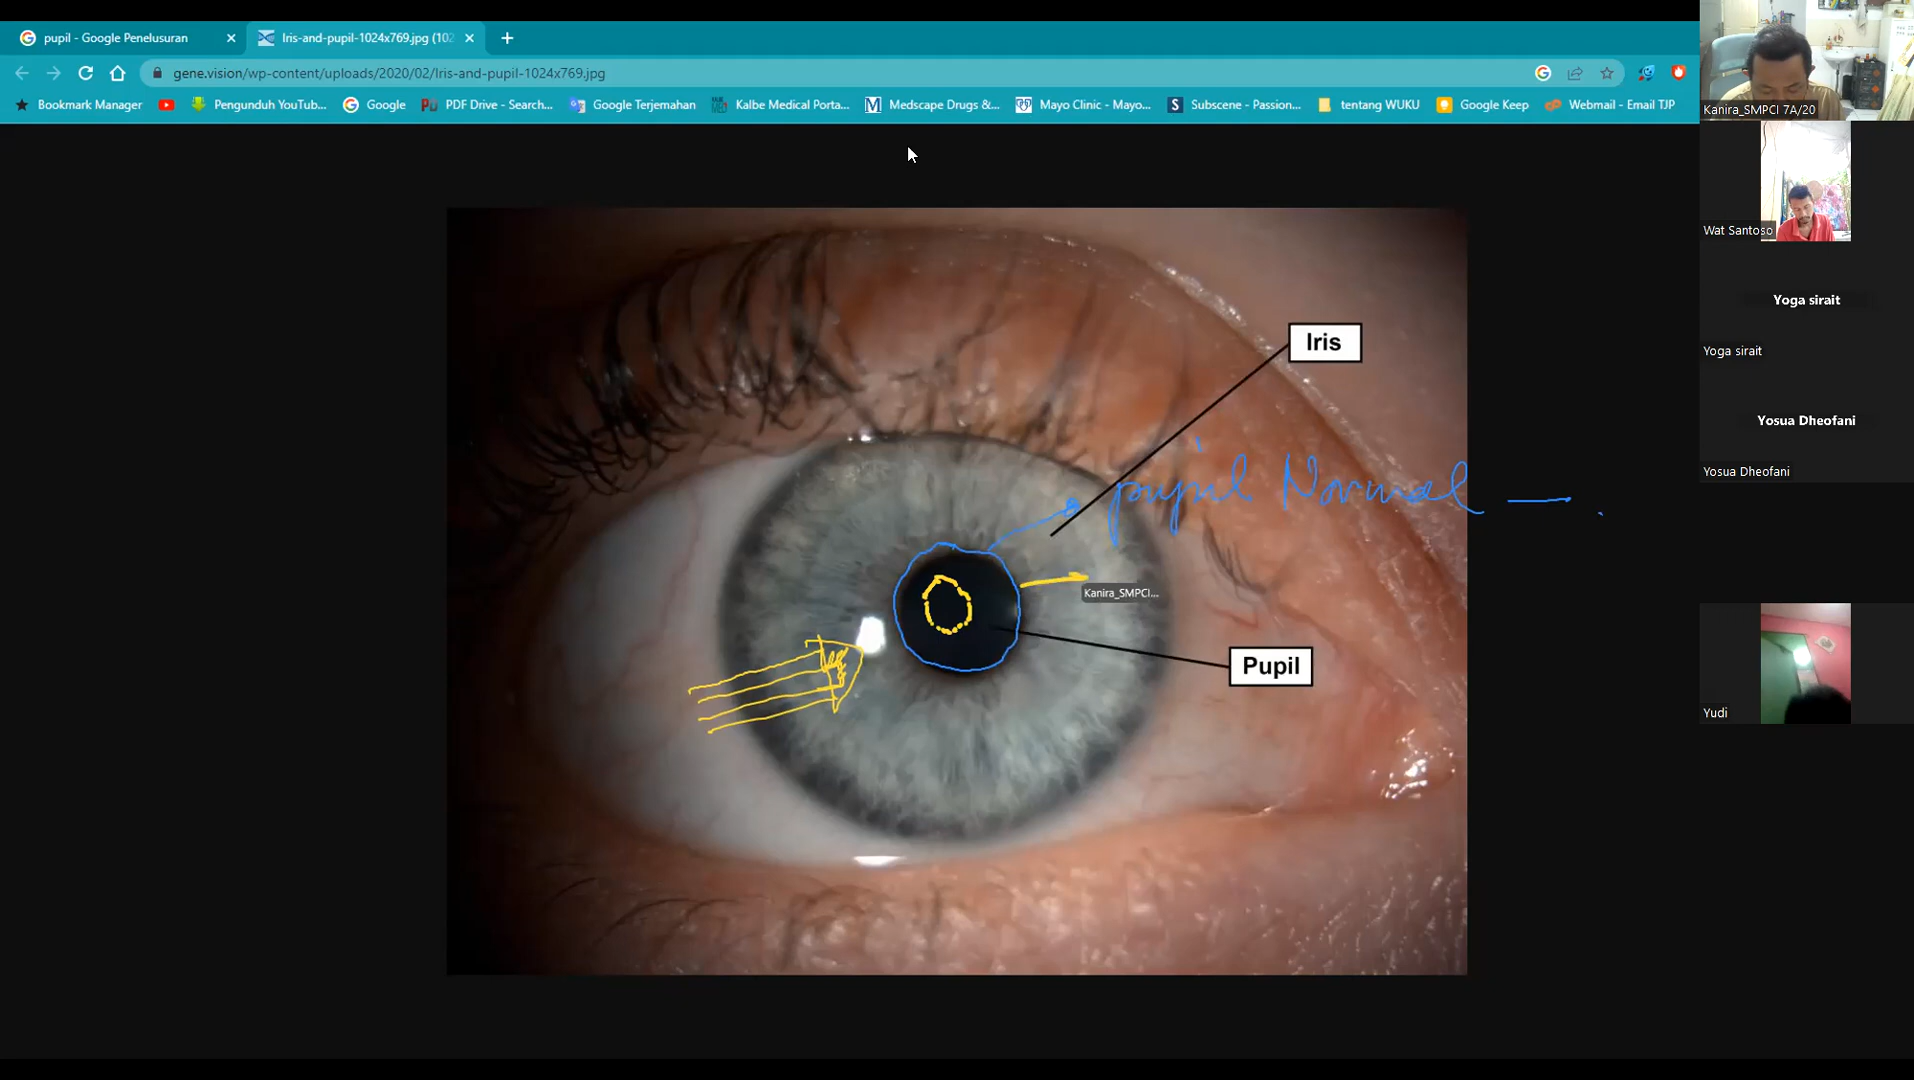 pupil - Google Penelusuran
Iris-and-pupil-1024x769.jpg (102
gene.vision/wp-content/uploads/2020/02/Iris-and-pupil-1024x769.jpg
Bookmark Manager
Pengunduh YouTub...
Google
PDF Drive - Search...
Google Terjemahan
Kalbe Medical Porta...
Medscape Drugs &...
Mayo Clinic - Mayo...
Subscene - Passion...
tentang WUKU
Google Keep
Webmail - Email TJP
Kanira_SMPCI 7A/20
Wat Santoso
Yoga sirait
Yoga sirait
Yosua Dheofani
Yosua Dheofani
Yudi
Iris
pupil Normal
Kanira_SMPCI...
Pupil